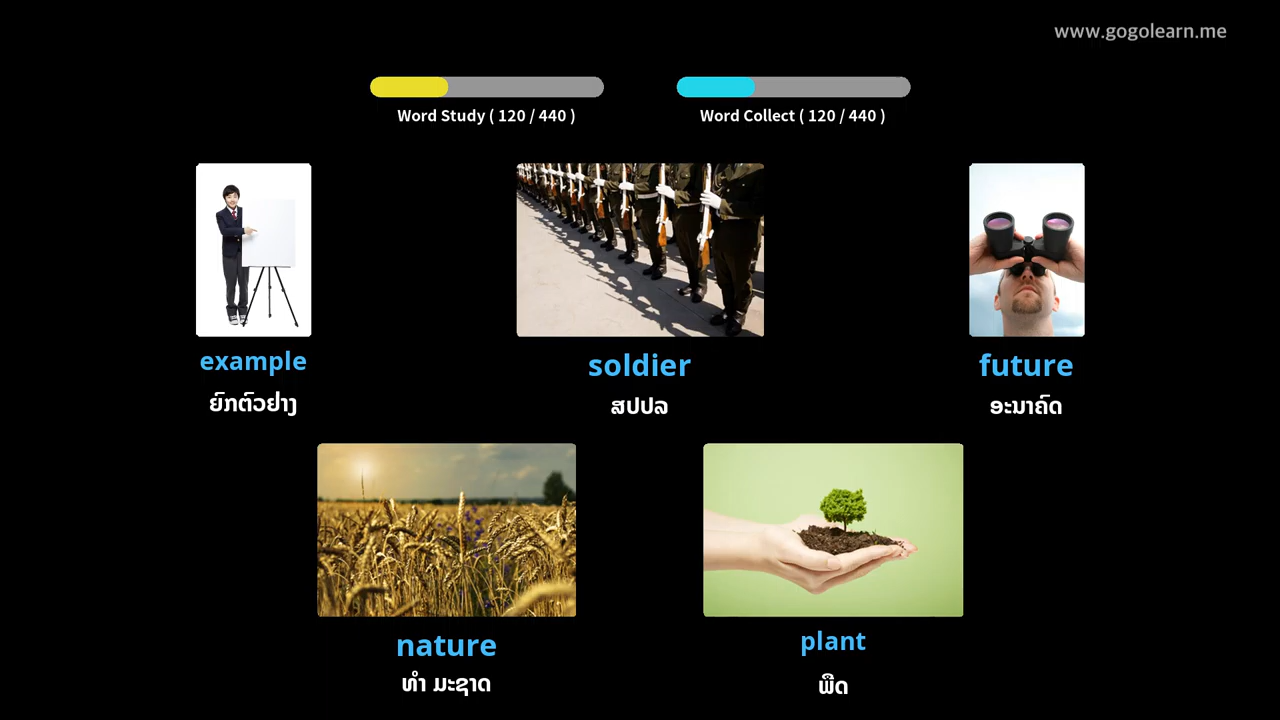 www.gogolearn.me
Word Study ( 120 / 440 )
Word Collect ( 120 / 440 )
example
ຍົກຕົວຢ່າງ
soldier
ສປປລ
future
ອະນາຄົດ
nature
ທຳ ມະຊາດ
plant
ພືດ